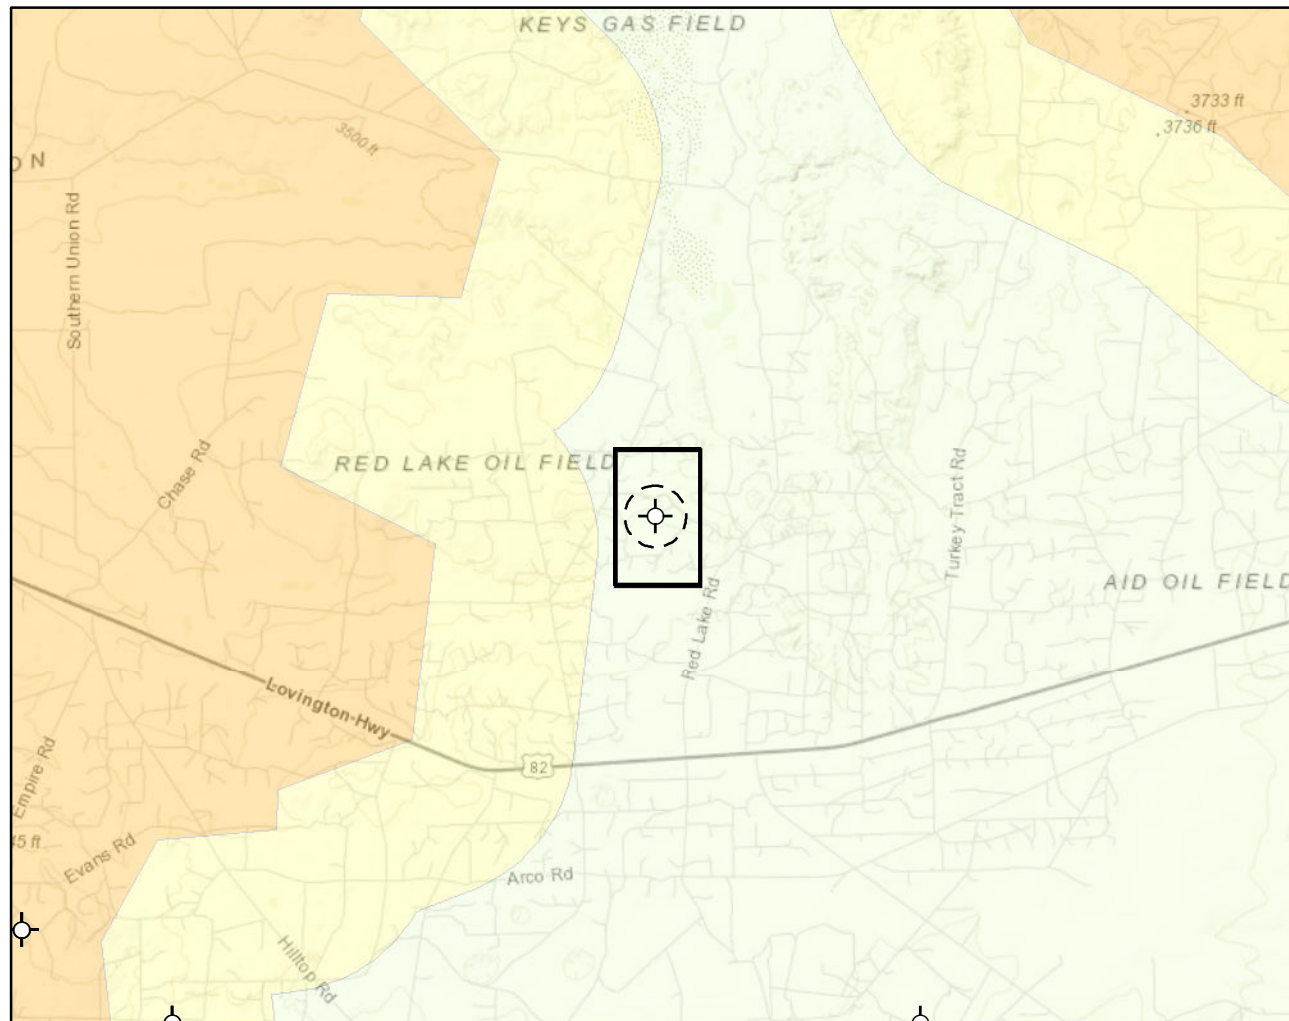 KEYS GAS FIELD
3733 ft
3736 ft
3500 ft
ON
Southern Union Rd
Chase Rd
RED LAKE OIL FIELD
Turkey Tract Rd
AID OIL FIELD
Red Lake Rd
Lovington-Hwy
82
Empire Rd
45 ft
Evans Rd
Arco Rd
Hilltop Rd